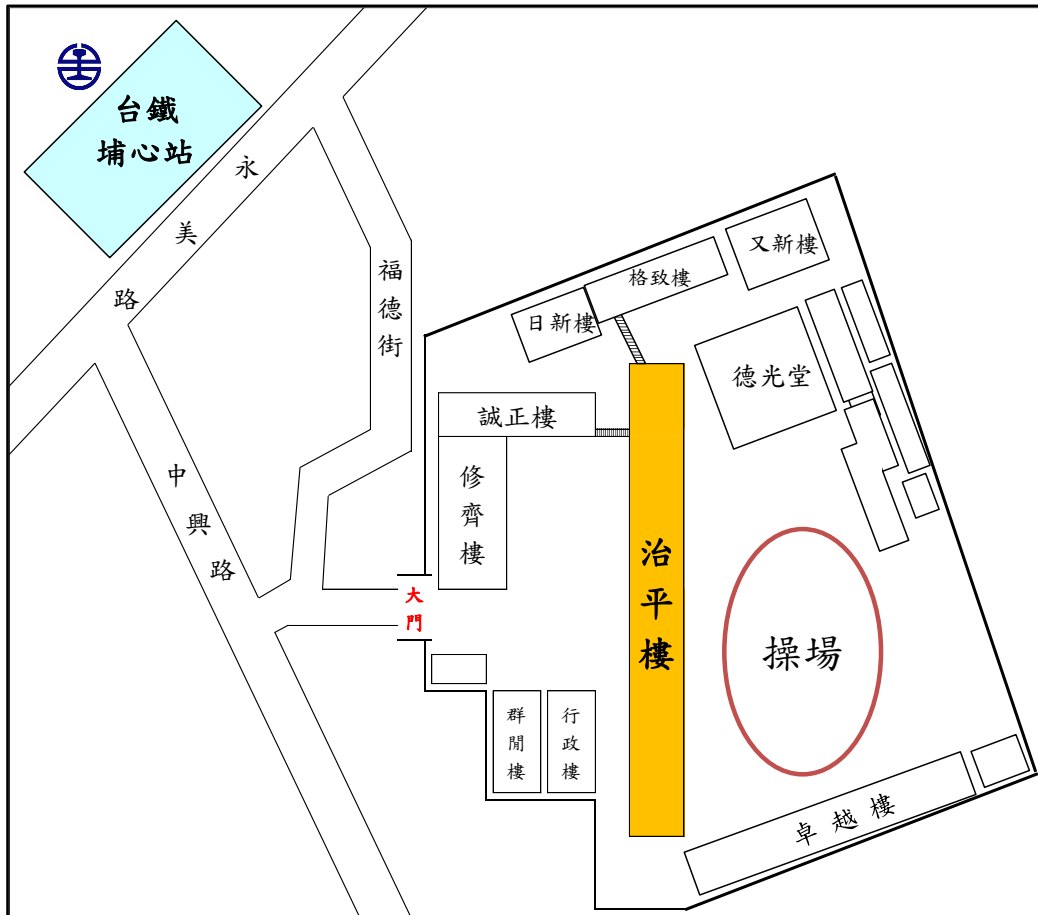 台鐵
埔心站
永美路
福德街
中興路
又新樓
格致樓
日新樓
德光堂
誠正樓
修齊樓
治平樓
大門
操場
群閒樓
行政樓
卓越樓